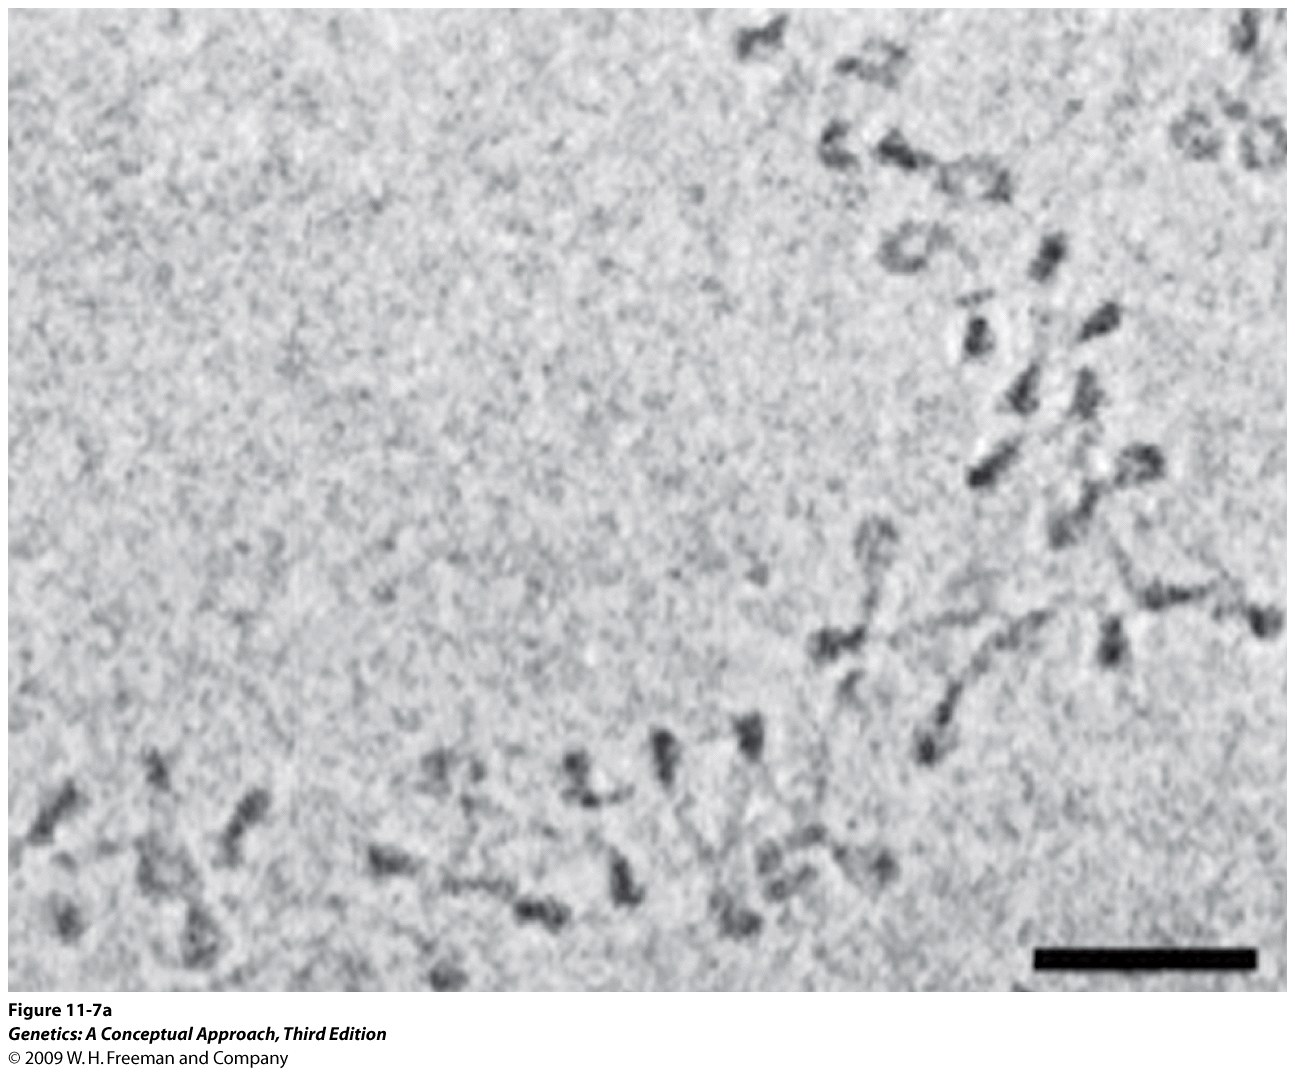 Figure 11-7a
Genetics: A Conceptual Approach, Third Edition
© 2009 W. H. Freeman and Company